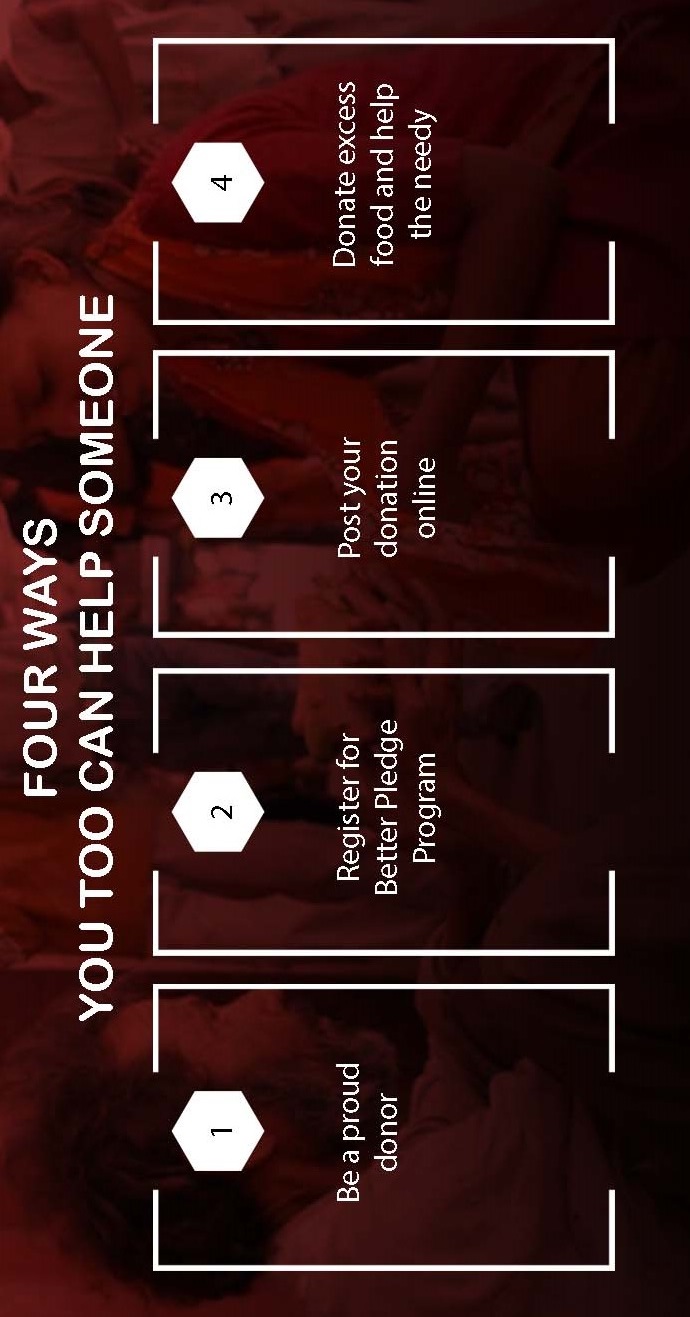 FOUR WAYS
YOU TOO CAN HELP SOMEONE
1
Be a proud
donor
2
Register for
Better Pledge
Program
3
Post your
donation
online
4
Donate excess
food and help
the needy